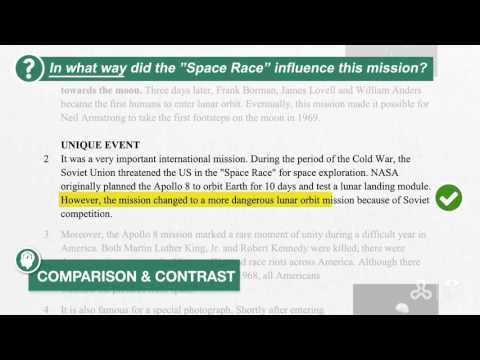 ? In what way did the "Space Race" influence this mission?
towards the moon. Three days later, Frank Borman, James Lovell and William Anders
became the first humans to enter lunar orbit. Eventually, this mission made it possible for
Neil Armstrong to take the first footsteps on the moon in 1969.
UNIQUE EVENT
2 It was a very important international mission. During the period of the Cold War, the
Soviet Union threatened the US in the "Space Race" for space exploration. NASA
originally planned the Apollo 8 to orbit Earth for 10 days and test a lunar landing module.
However, the mission changed to a more dangerous lunar orbit mission because of Soviet
competition.
3 Moreover, the Apollo 8 mission marked a rare moment of unity during a difficult year in
America. Both Martin Luther King, Jr. and Robert Kennedy were killed, there were
and race riots across America. Although there
1968, all Americans
COMPARISON & CONTRAST
4 It is also famous for a special photograph. Shortly after entering